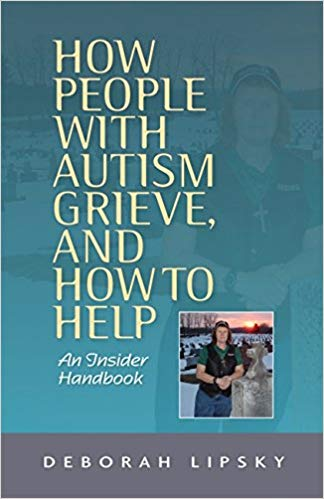 HOW
PEOPLE
WITH
AUTISM
GRIEVE,
AND
HOW TO
HELP
An Insider
Handbook
DEBORAH LIPSKY